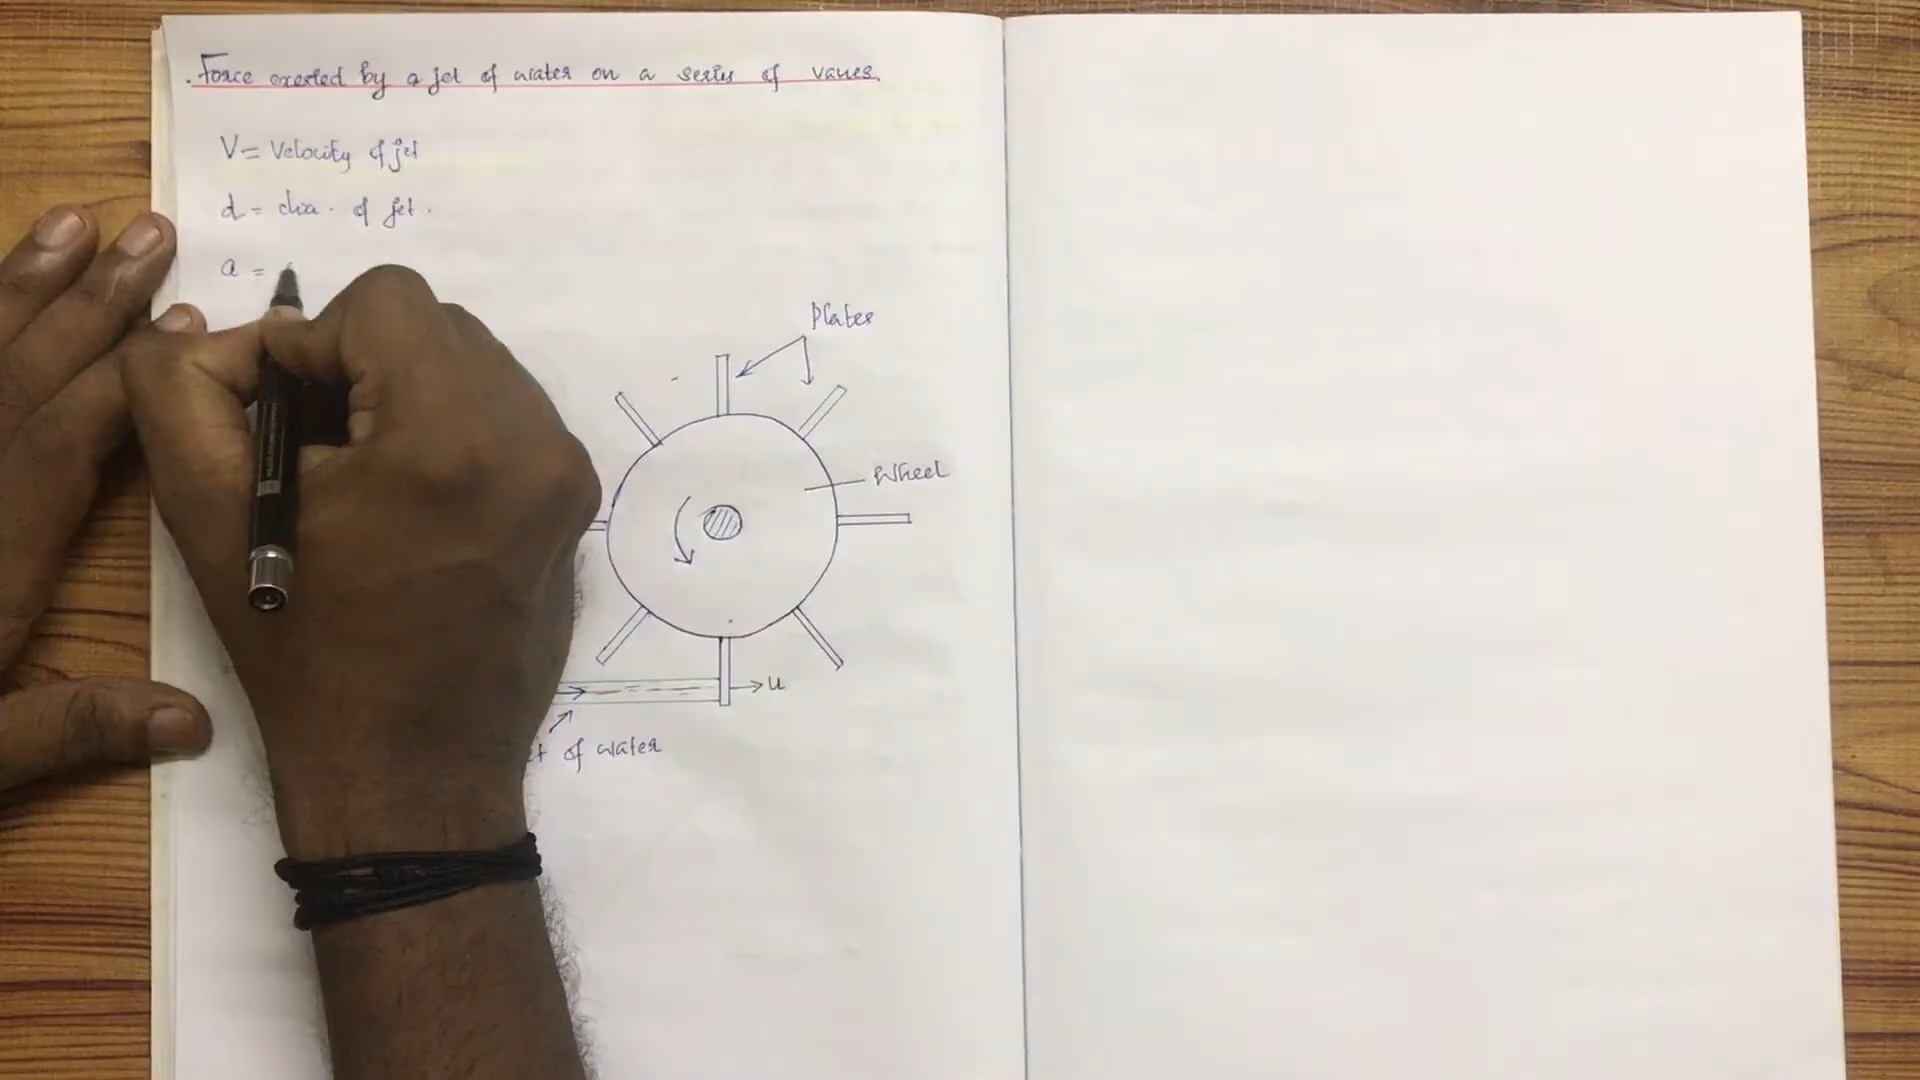 Force exerted by a jet of water on a series of vanes.
V = Velocity of jet
d = dia. of jet.
a =
Plates
Wheel
u
of water